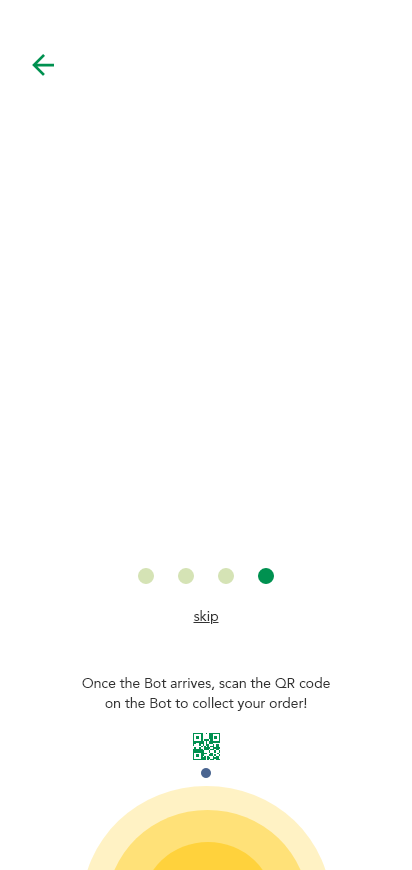 skip
Once the Bot arrives, scan the QR code
on the Bot to collect your order!